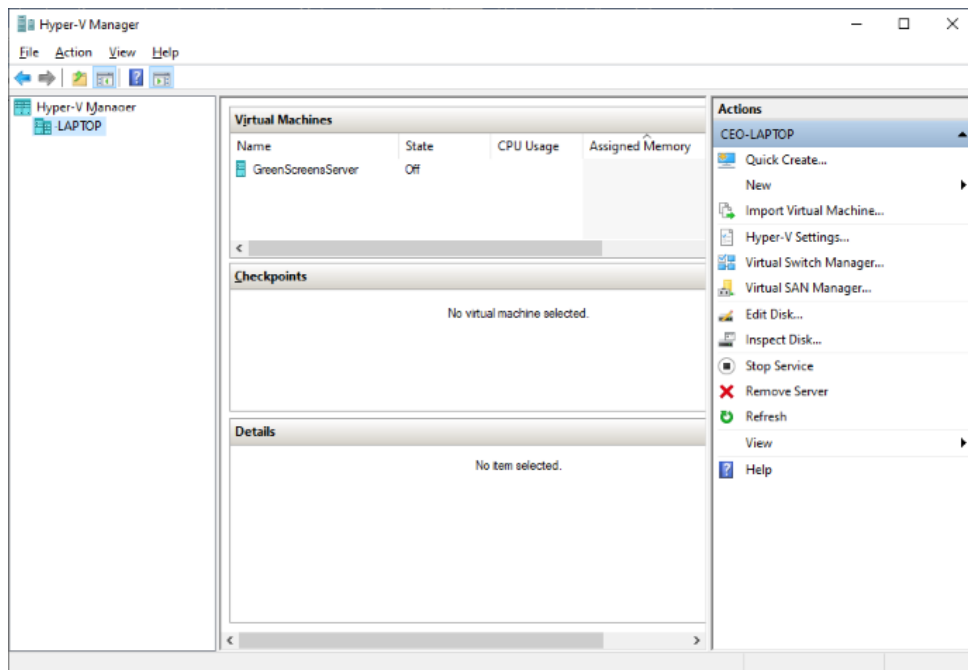 Hyper-V Manager
File Action View Help
Hyper-V Manager
-LAPTOP
Virtual Machines
Name State CPU Usage Assigned Memory
GreenScreensServer Off
Checkpoints
No virtual machine selected.
Details
No item selected.
Actions
CEO-LAPTOP
Quick Create...
New
Import Virtual Machine...
Hyper-V Settings...
Virtual Switch Manager...
Virtual SAN Manager...
Edit Disk...
Inspect Disk...
Stop Service
Remove Server
Refresh
View
Help